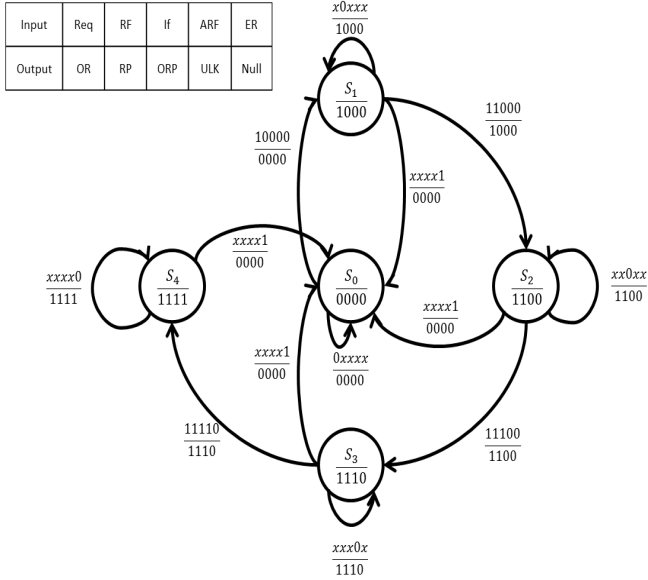 Input Req RF If ARF ER
Output OR RP ORP ULK Null
x0xxx
1000
S1
1000
11000
1000
10000
0000
xxxx1
0000
xxxx1
0000
xxxx0
1111
S4
1111
S0
0000
S2
1100
xx0xx
1100
xxxx1
0000
xxxx1
0000
0xxxx
0000
11110
1110
S3
1110
11100
1100
xxx0x
1110